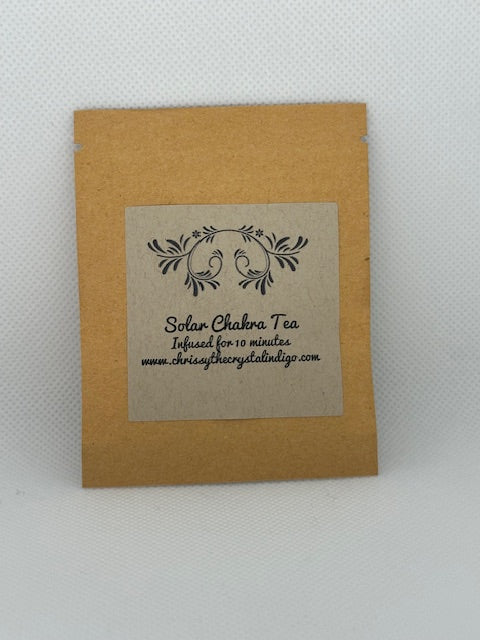 Solar Chakra Tea
Infused for 10 minutes
www.chrissythecrystalindigo.com